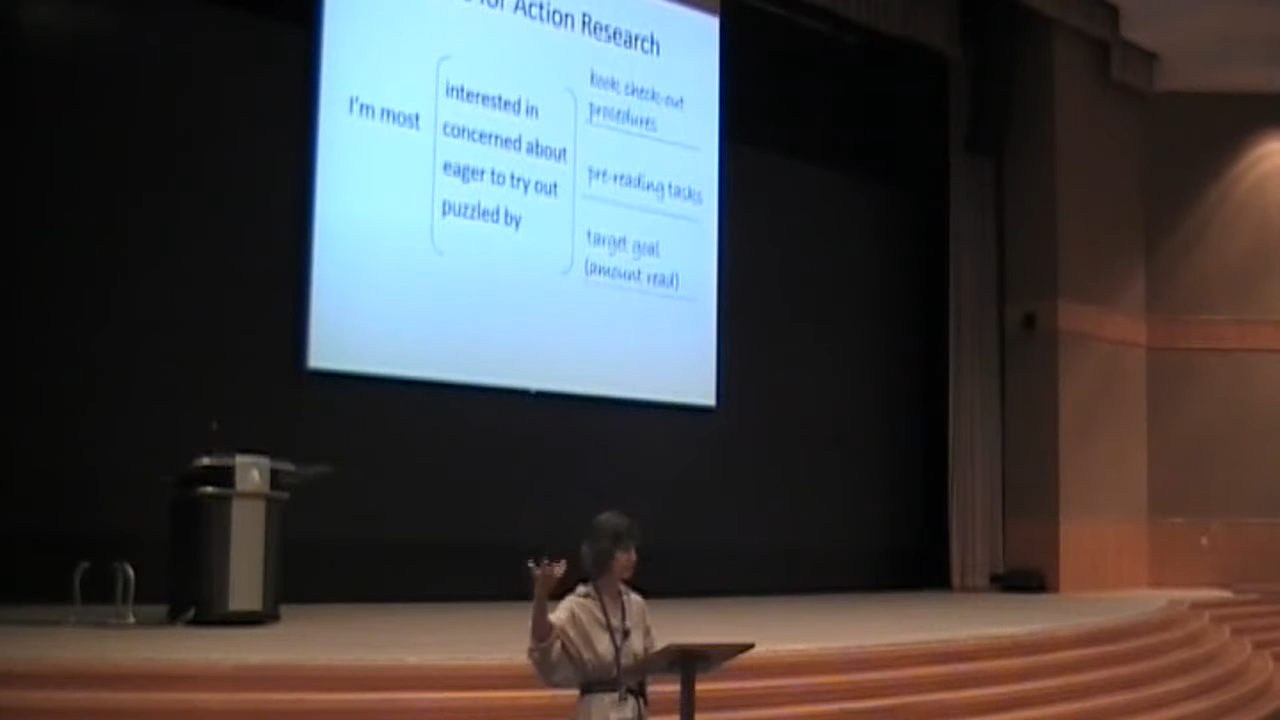 for Action Research
I'm most
interested in
concerned about
eager to try out
puzzled by
book check-out
procedures
pre-reading tasks
target goal
(amount read)